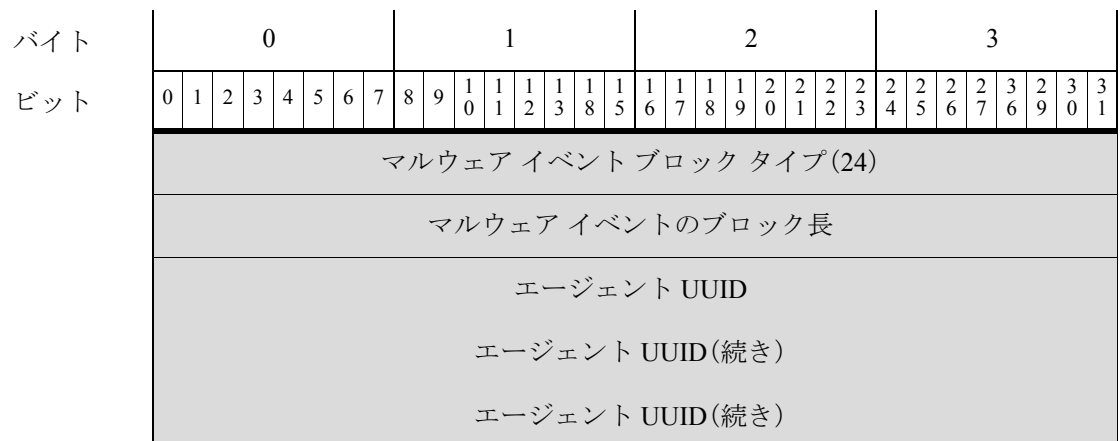 バイト 0 1 2 3
ビット 0 1 2 3 4 5 6 7 8 9 10 11 12 13 18 15 16 17 18 19 20 21 22 23 24 25 26 27 36 29 30 31
マルウェア イベント ブロック タイプ(24)
マルウェア イベントのブロック長
エージェント UUID
エージェント UUID(続き)
エージェント UUID(続き)